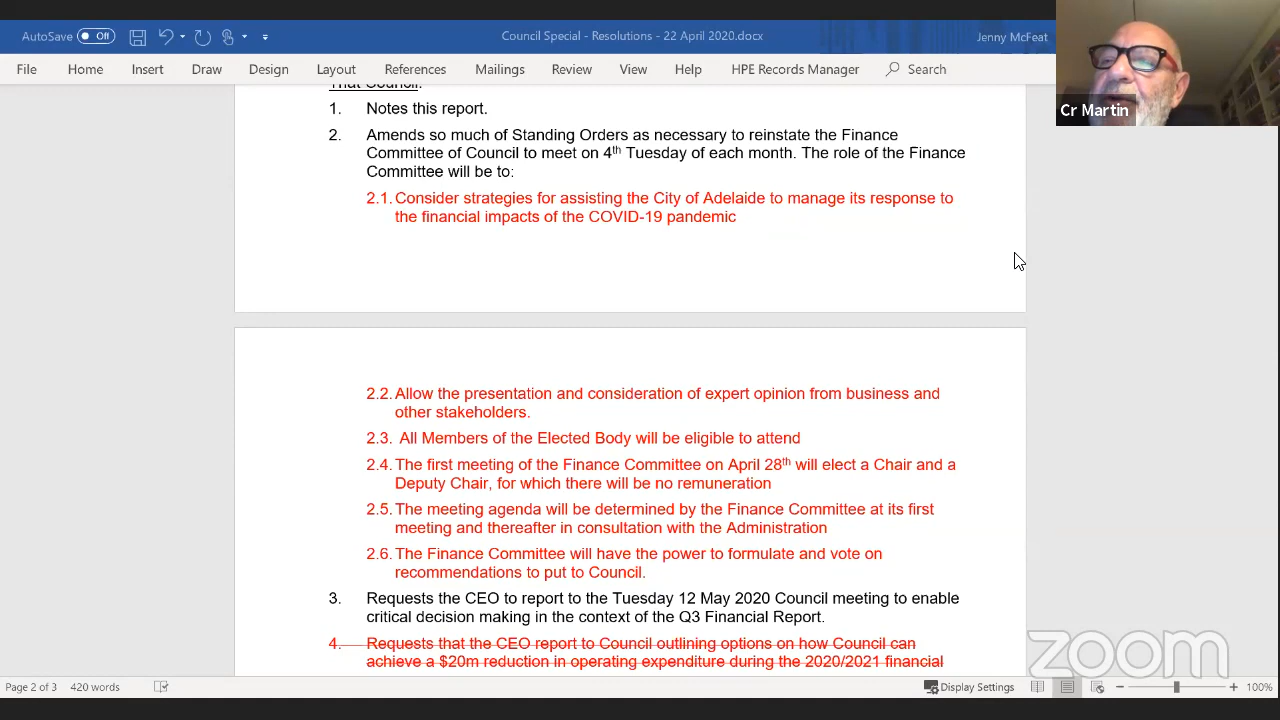 AutoSave Off Council Special - Resolutions - 22 April 2020.docx Jenny McFeat
File Home Insert Draw Design Layout References Mailings Review View Help HPE Records Manager Search
Cr Martin
That Council:
1. Notes this report.
2. Amends so much of Standing Orders as necessary to reinstate the Finance
Committee of Council to meet on 4th Tuesday of each month. The role of the Finance
Committee will be to:
2.1. Consider strategies for assisting the City of Adelaide to manage its response to
the financial impacts of the COVID-19 pandemic
2.2. Allow the presentation and consideration of expert opinion from business and
other stakeholders.
2.3. All Members of the Elected Body will be eligible to attend
2.4. The first meeting of the Finance Committee on April 28th will elect a Chair and a
Deputy Chair, for which there will be no remuneration
2.5. The meeting agenda will be determined by the Finance Committee at its first
meeting and thereafter in consultation with the Administration
2.6. The Finance Committee will have the power to formulate and vote on
recommendations to put to Council.
3. Requests the CEO to report to the Tuesday 12 May 2020 Council meeting to enable
critical decision making in the context of the Q3 Financial Report.
4. Requests that the CEO report to Council outlining options on how Council can
achieve a $20m reduction in operating expenditure during the 2020/2021 financial
zoom
Page 2 of 3 420 words Display Settings 100%